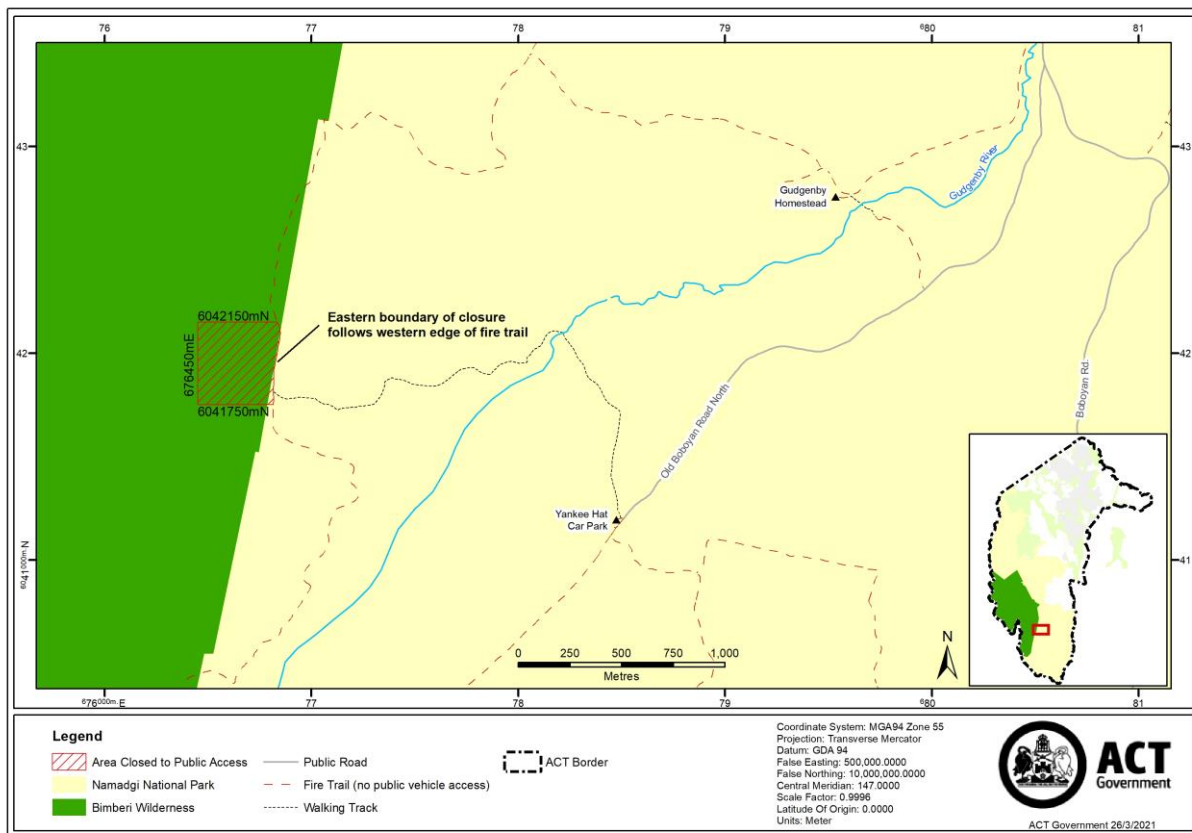 76
77
78
79
⁶80
81
43
43
42
42
⁶⁰41⁰⁰⁰ᵐ·N
41
⁶76⁰⁰⁰ᵐ·E
77
78
79
⁶80
81
Gudgenby
Homestead
Gudgenby River
6042150mN
676450mE
6041750mN
Eastern boundary of closure
follows western edge of fire trail
Old Boboyan Road North
Boboyan Rd.
Yankee Hat
Car Park
N
0 250 500 750 1,000
Metres
Legend
Area Closed to Public Access
Namadgi National Park
Bimberi Wilderness
Public Road
Fire Trail (no public vehicle access)
Walking Track
ACT Border
Coordinate System: MGA94 Zone 55
Projection: Transverse Mercator
Datum: GDA 94
False Easting: 500,000.0000
False Northing: 10,000,000.0000
Central Meridian: 147.0000
Scale Factor: 0.9996
Latitude Of Origin: 0.0000
Units: Meter
ACT
Government
ACT Government 26/3/2021